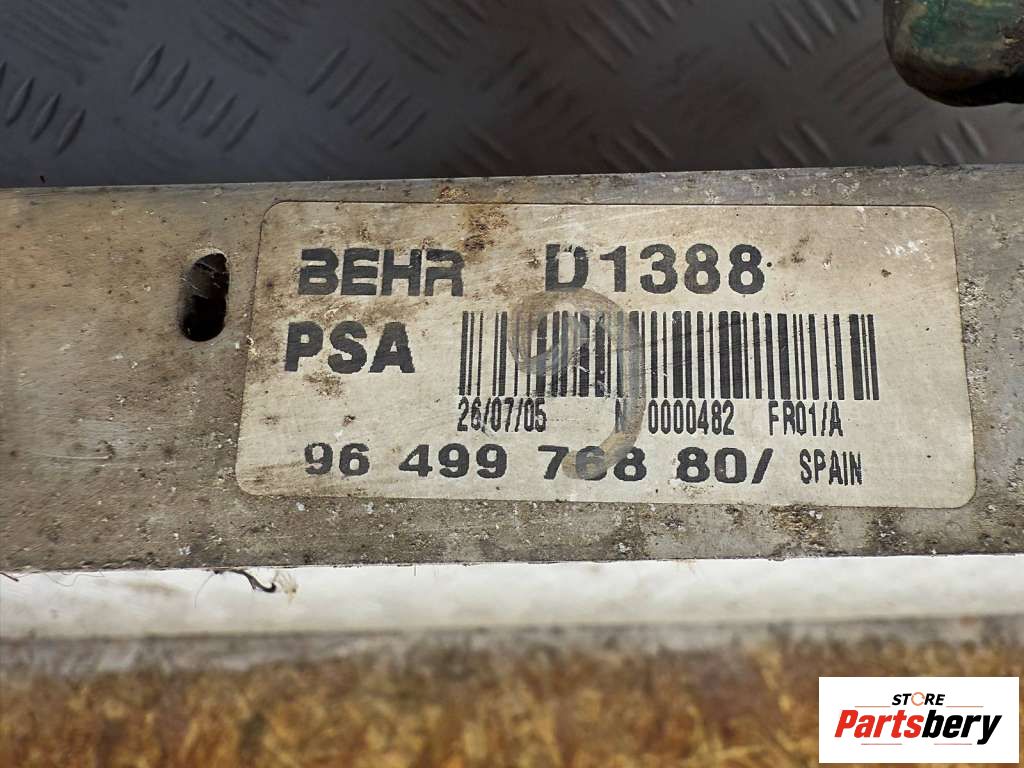 BEHR D1388
PSA
26/07/05 N 0000482 FR01/A
96 499 768 80/ SPAIN
STORE
Partsbery